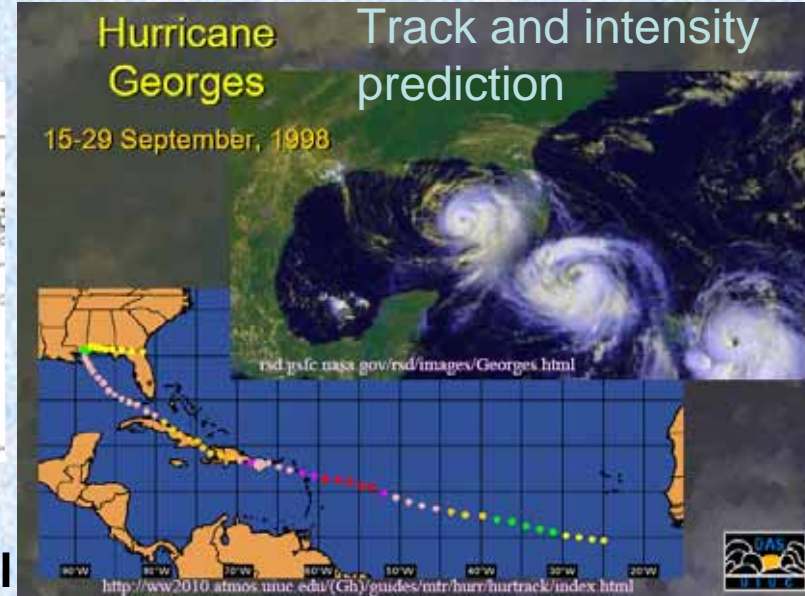 Hurricane
Georges
Track and intensity
prediction
15-29 September, 1998
rsd.gsfc.nasa.gov/rsd/images/Georges.html
90°W 80°W 70°W 60°W 50°W 40°W 30°W 20°W
http://ww2010.atmos.uiuc.edu/(Gh)/guides/mtr/hurr/hurtrack/index.html
DAS
UIUC
l